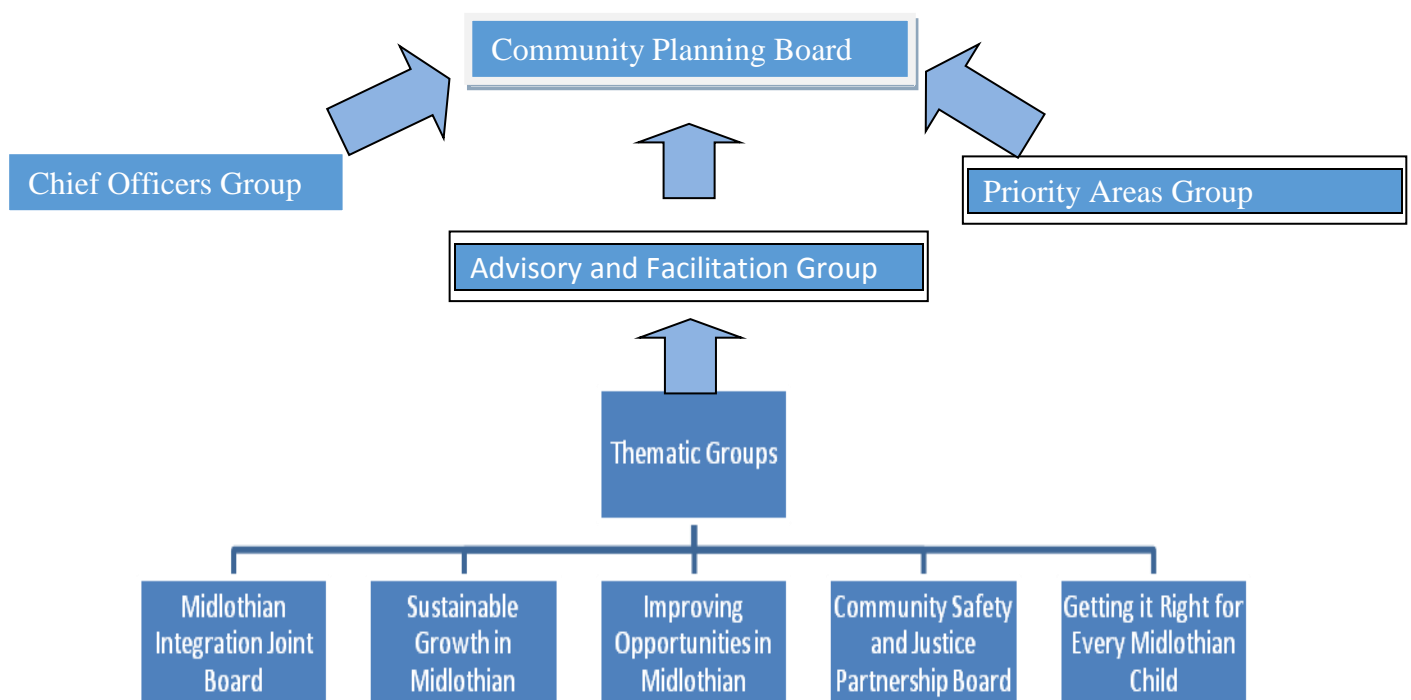 Community Planning Board
Chief Officers Group
Priority Areas Group
Advisory and Facilitation Group
Thematic Groups
Midlothian
Integration Joint
Board
Sustainable
Growth in
Midlothian
Improving
Opportunities in
Midlothian
Community Safety
and Justice
Partnership Board
Getting it Right for
Every Midlothian
Child